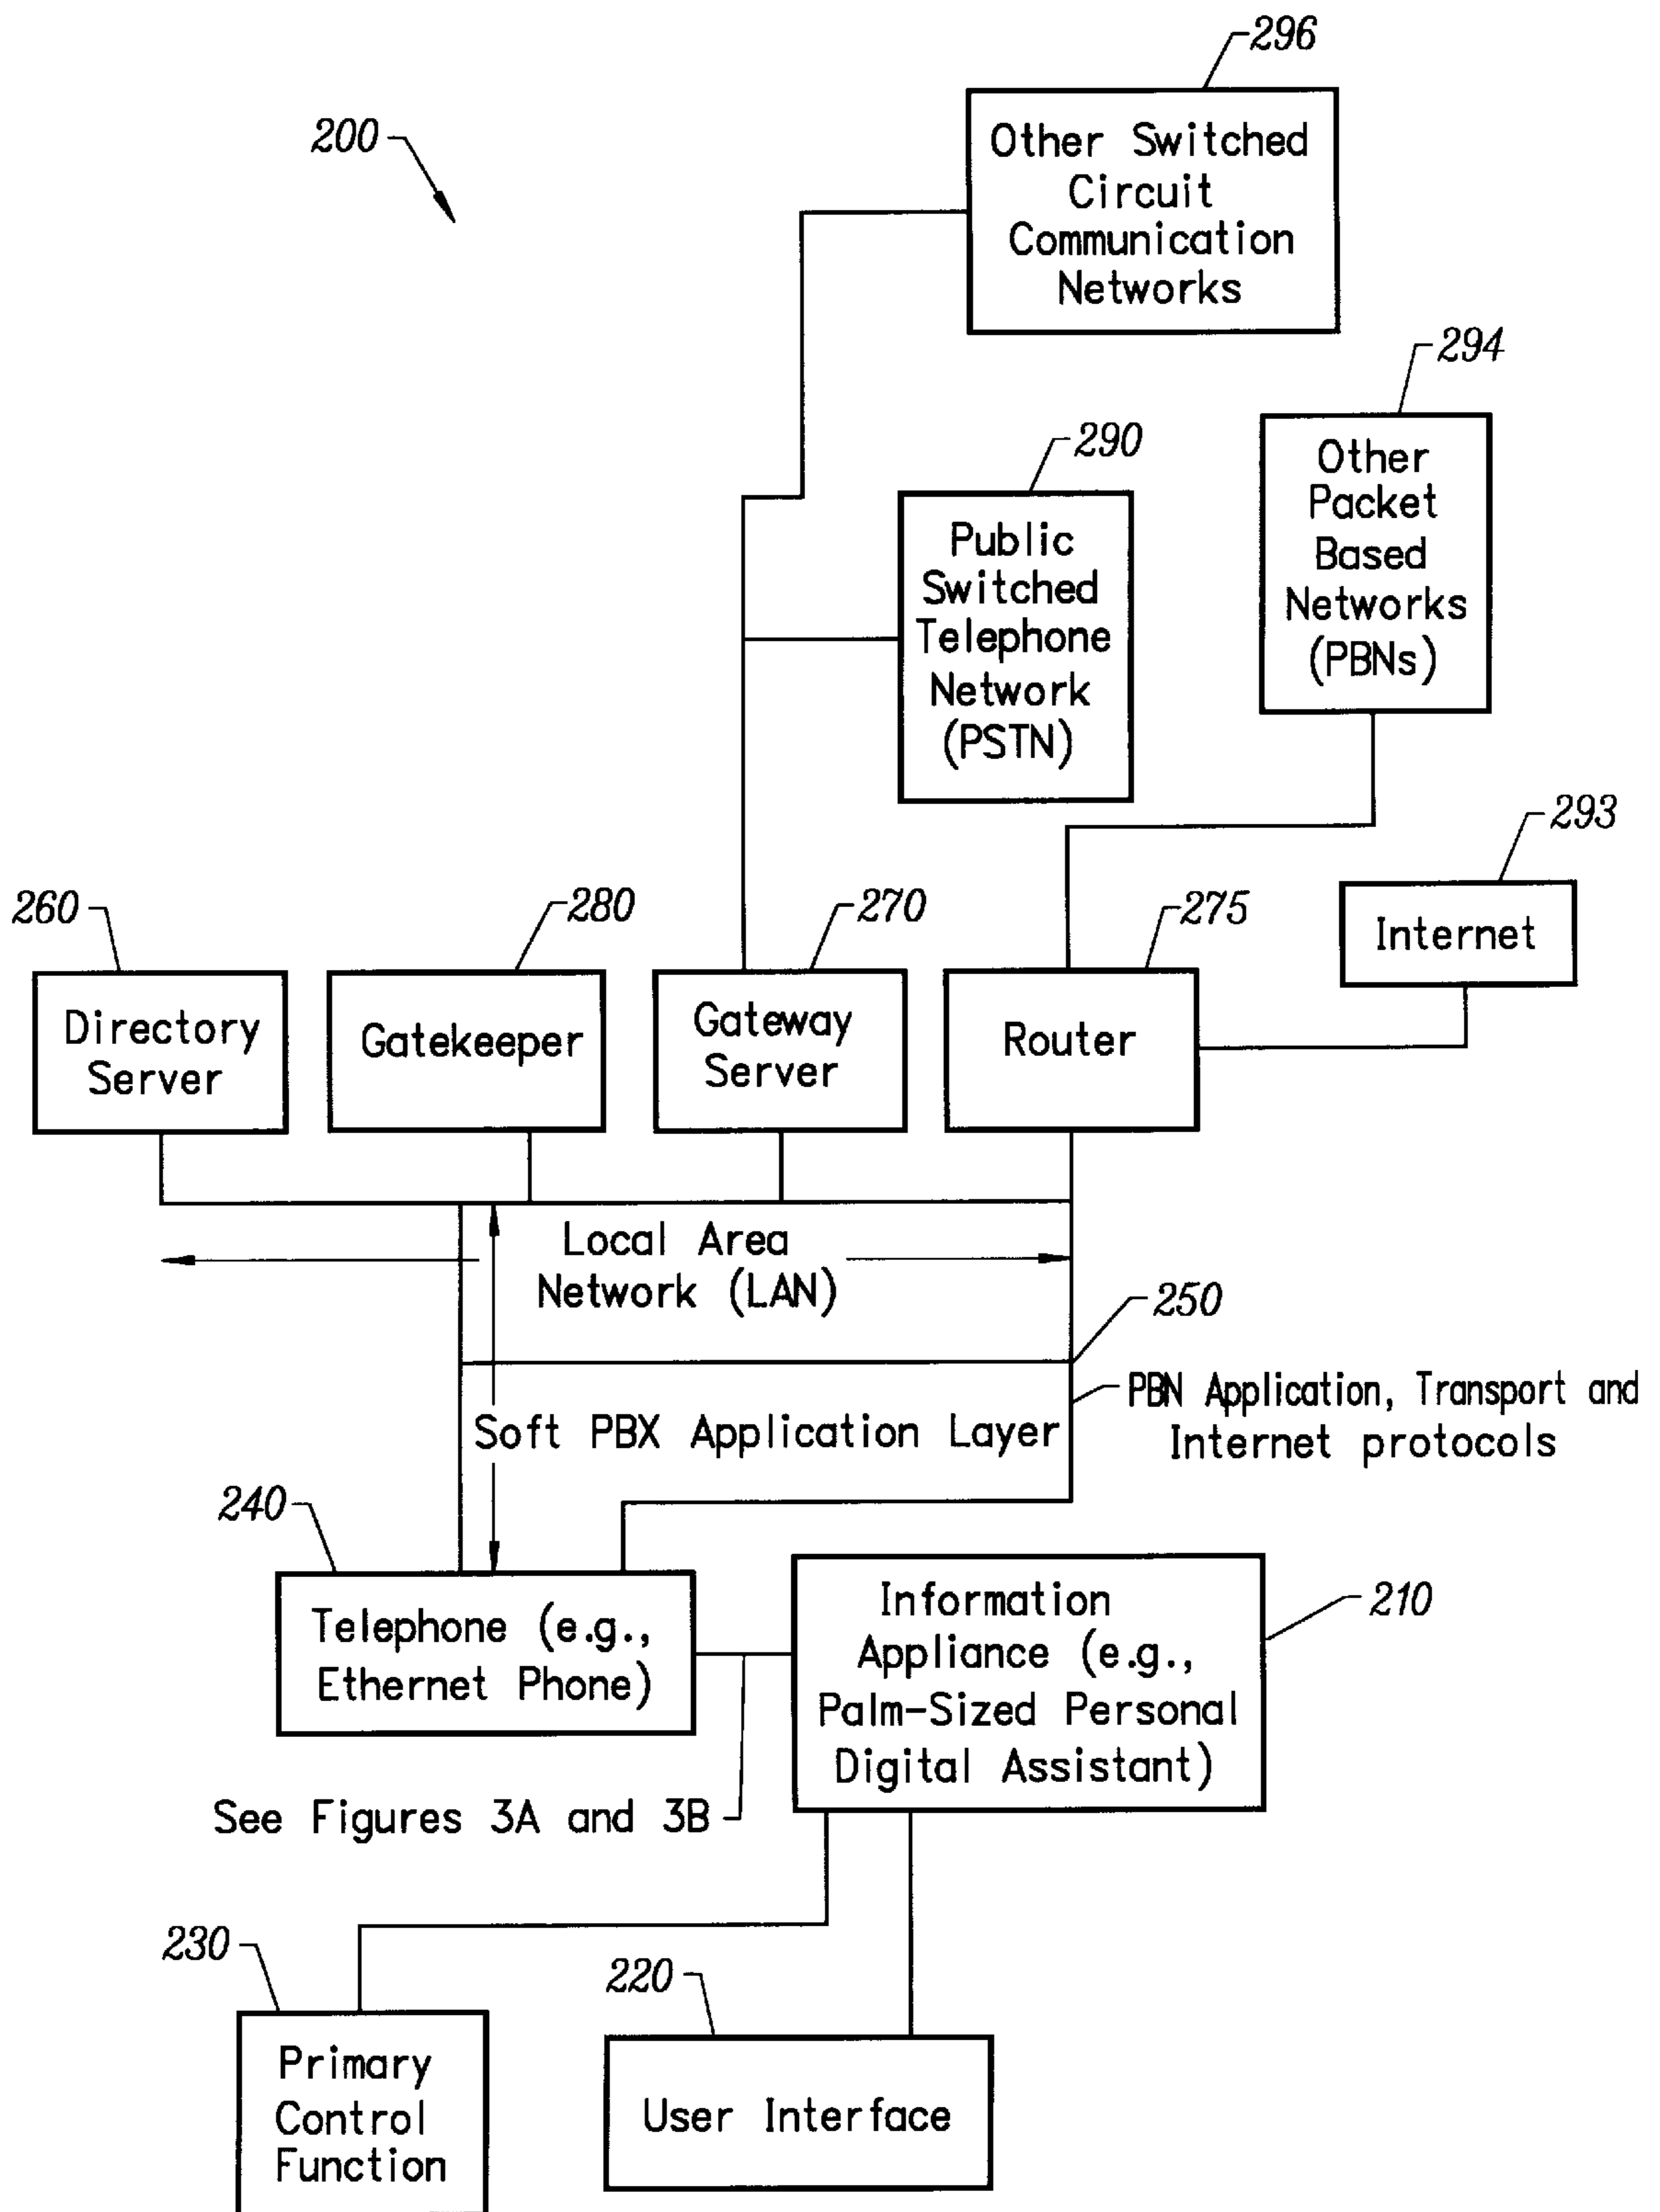 296
200
Other Switched
Circuit
Communication
Networks
294
290
Other
Packet
Based
Networks
(PBNs)
Public
Switched
Telephone
Network
(PSTN)
293
Internet
260
280
270
275
Directory
Server
Gatekeeper
Gateway
Server
Router
Local Area
Network (LAN)
250
PBN Application, Transport and
Internet protocols
Soft PBX Application Layer
240
Telephone (e.g.,
Ethernet Phone)
210
Information
Appliance (e.g.,
Palm-Sized Personal
Digital Assistant)
See Figures 3A and 3B
230
220
Primary
Control
Function
User Interface